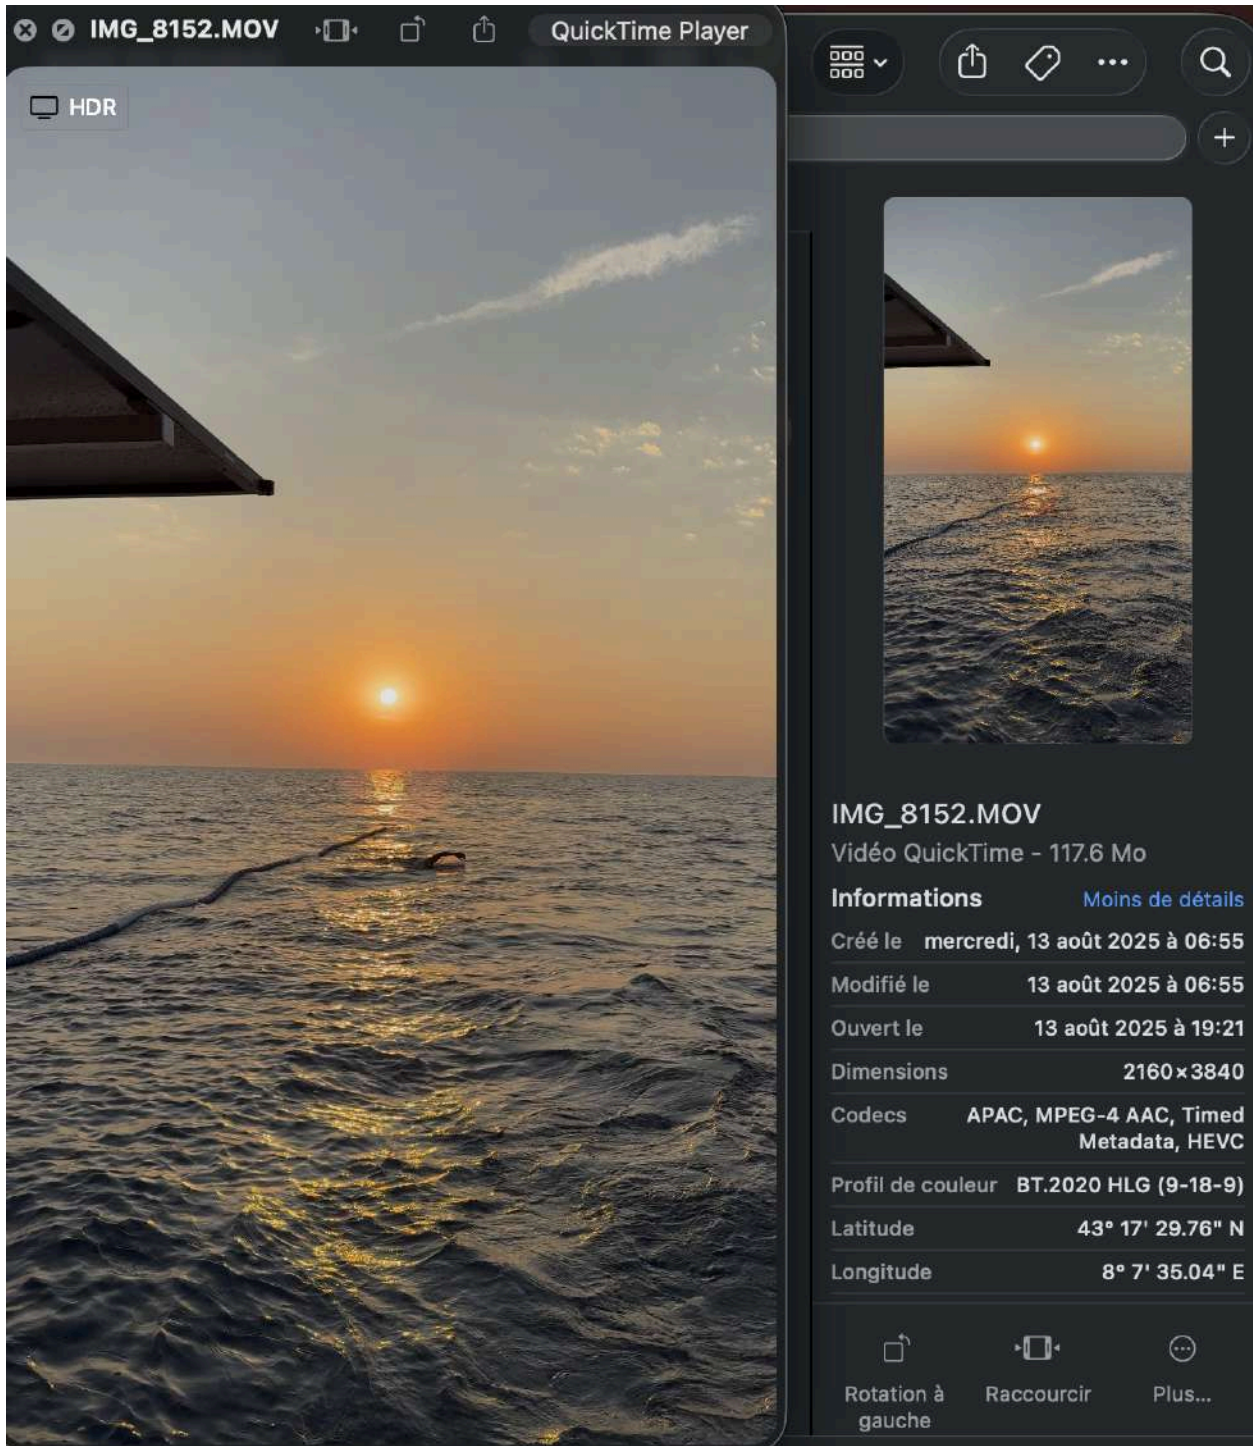 IMG_8152.MOV
QuickTime Player
HDR
IMG_8152.MOV
Vidéo QuickTime - 117.6 Mo
Informations Moins de détails
Créé le mercredi, 13 août 2025 à 06:55
Modifié le 13 août 2025 à 06:55
Ouvert le 13 août 2025 à 19:21
Dimensions 2160×3840
Codecs APAC, MPEG-4 AAC, Timed
Metadata, HEVC
Profil de couleur BT.2020 HLG (9-18-9)
Latitude 43° 17' 29.76" N
Longitude 8° 7' 35.04" E
Rotation à
gauche
Raccourcir
Plus...